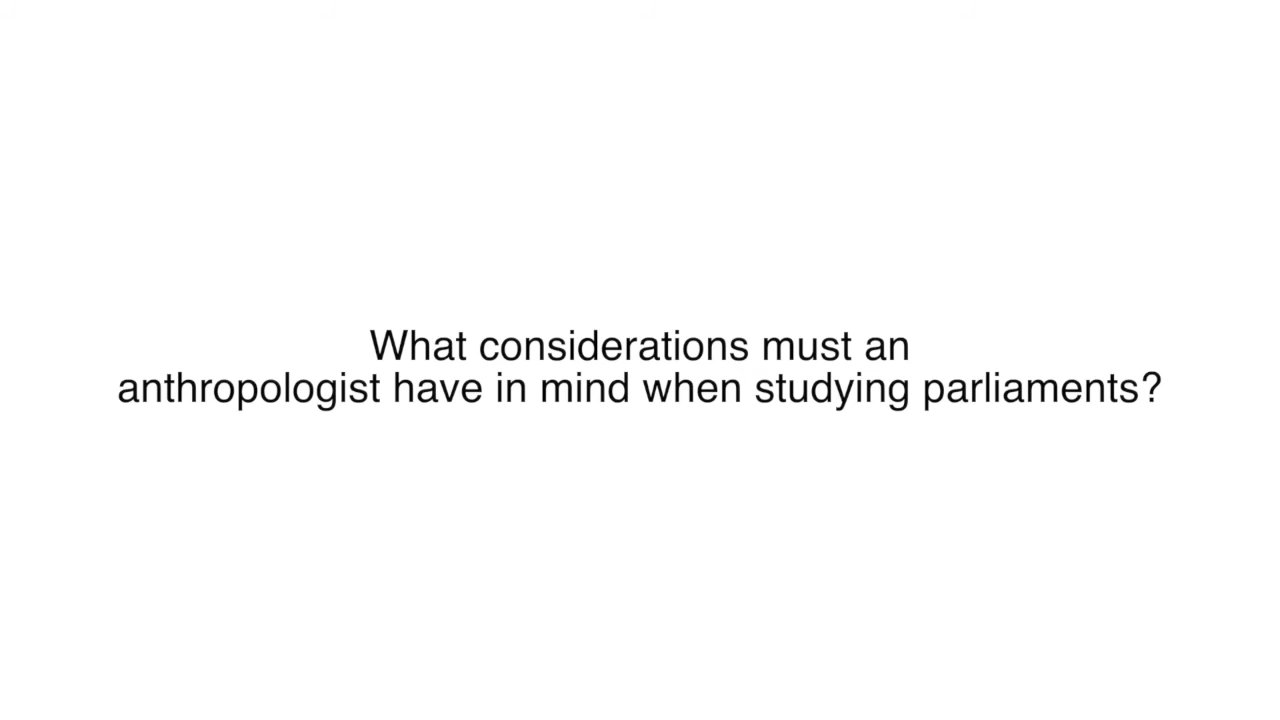 What considerations must an
anthropologist have in mind when studying parliaments?